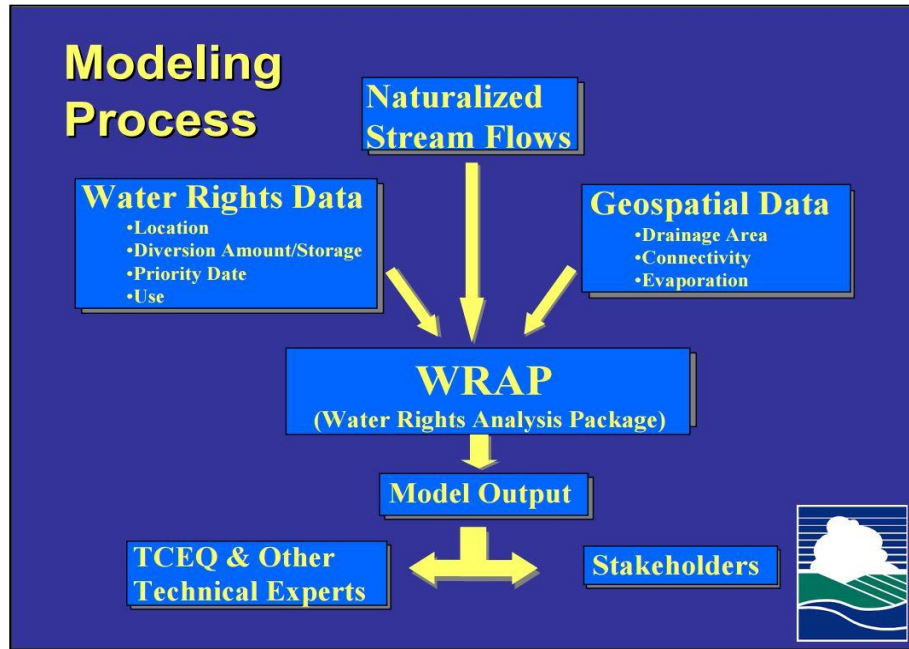 Modeling
Process
Naturalized
Stream Flows
Water Rights Data
•Location
•Diversion Amount/Storage
•Priority Date
•Use
Geospatial Data
•Drainage Area
•Connectivity
•Evaporation
WRAP
(Water Rights Analysis Package)
Model Output
TCEQ & Other
Technical Experts
Stakeholders